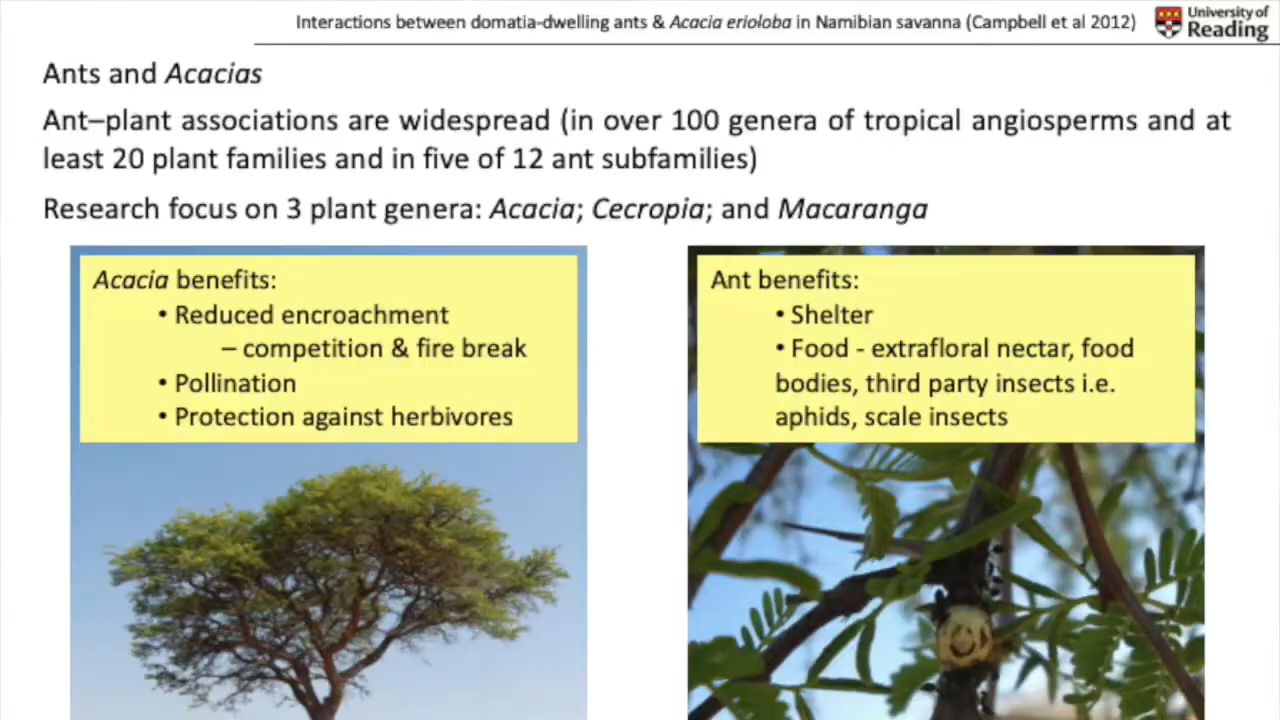 Interactions between domatia-dwelling ants & Acacia erioloba in Namibian savanna (Campbell et al 2012)
University of
Reading
Ants and Acacias
Ant–plant associations are widespread (in over 100 genera of tropical angiosperms and at
least 20 plant families and in five of 12 ant subfamilies)
Research focus on 3 plant genera: Acacia; Cecropia; and Macaranga
Acacia benefits:
• Reduced encroachment
– competition & fire break
• Pollination
• Protection against herbivores
Ant benefits:
• Shelter
• Food - extrafloral nectar, food
bodies, third party insects i.e.
aphids, scale insects